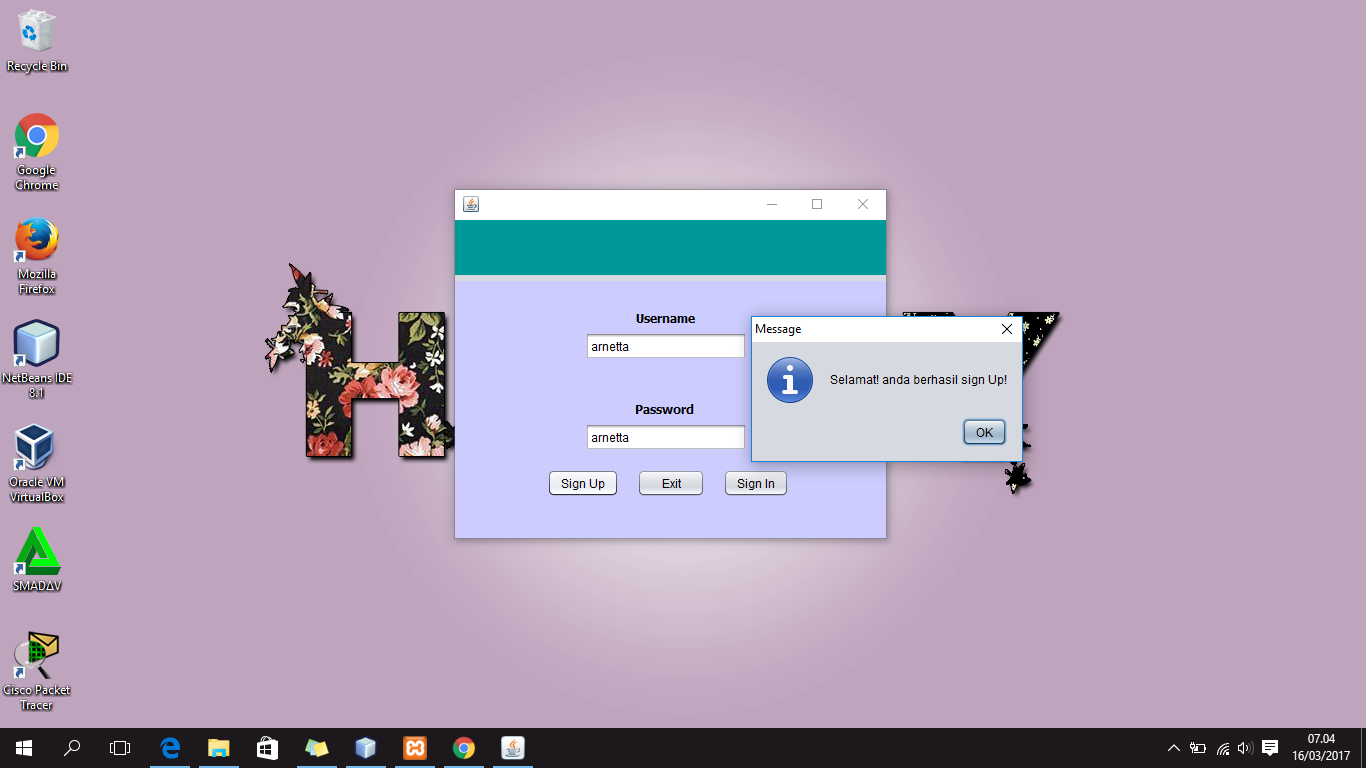 Recycle Bin
Google
Chrome
Mozilla
Firefox
NetBeans IDE
8.1
Oracle VM
VirtualBox
SMADΔV
Cisco Packet
Tracer
H
Username
arnetta
Password
arnetta
Sign Up
Exit
Sign In
Message
Selamat! anda berhasil sign Up!
OK
07.04
16/03/2017